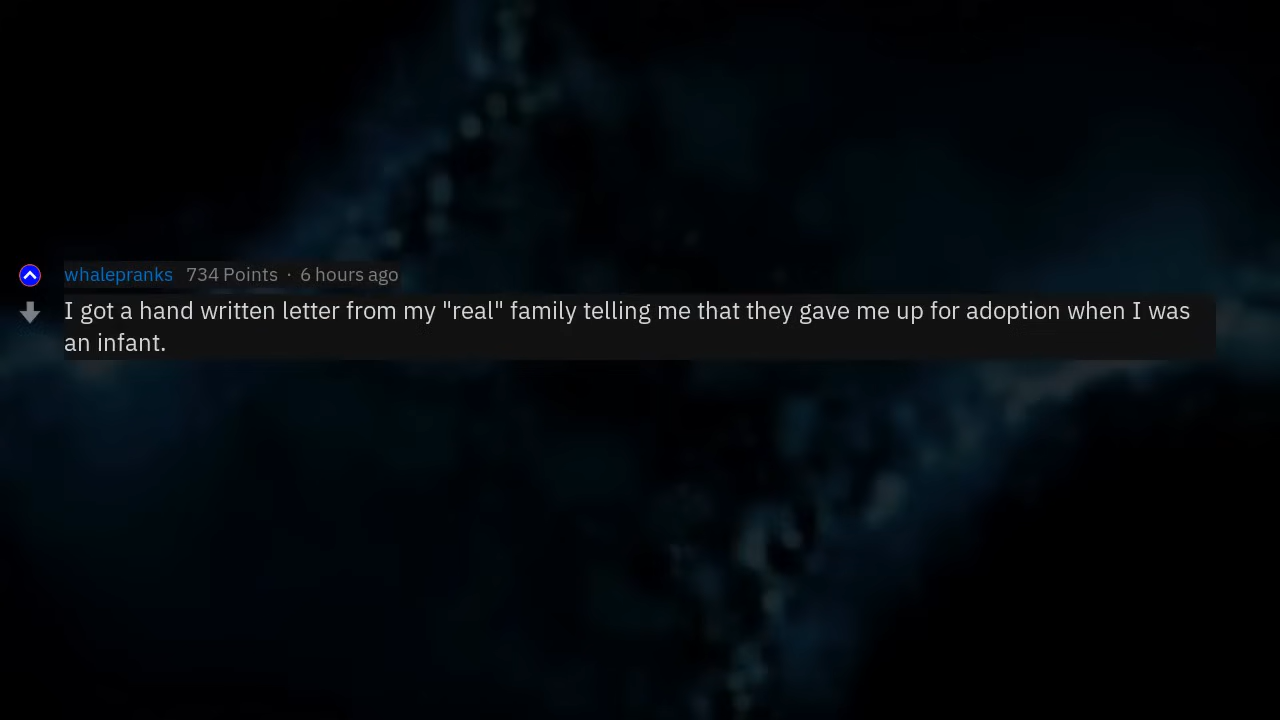 whalepranks 734 Points · 6 hours ago
I got a hand written letter from my "real" family telling me that they gave me up for adoption when I was
an infant.